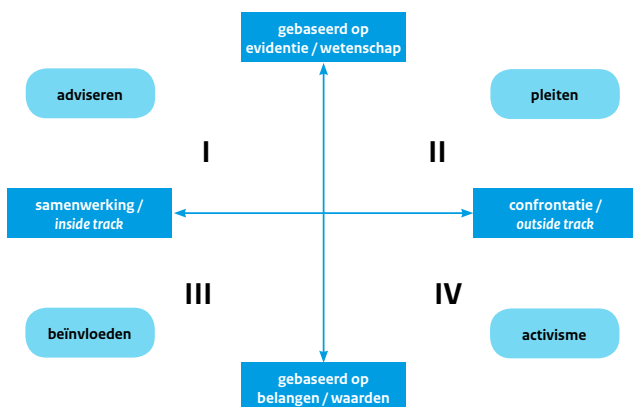 gebaseerd op
evidentie / wetenschap
adviseren
pleiten
I
II
samenwerking /
inside track
confrontatie /
outside track
III
IV
beïnvloeden
activisme
gebaseerd op
belangen / waarden